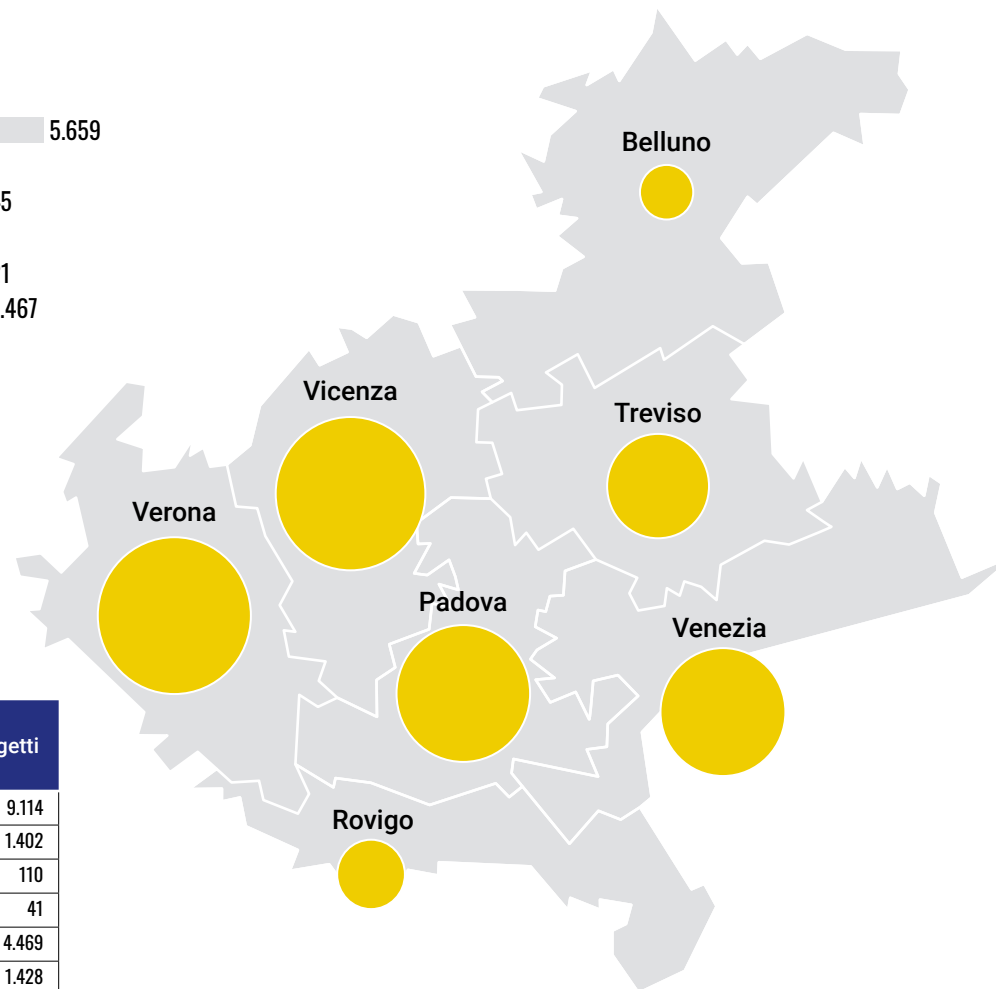 5.659
5
1
.467
Belluno
Vicenza
Treviso
Verona
Padova
Venezia
Rovigo
getti
9.114
1.402
110
41
4.469
1.428